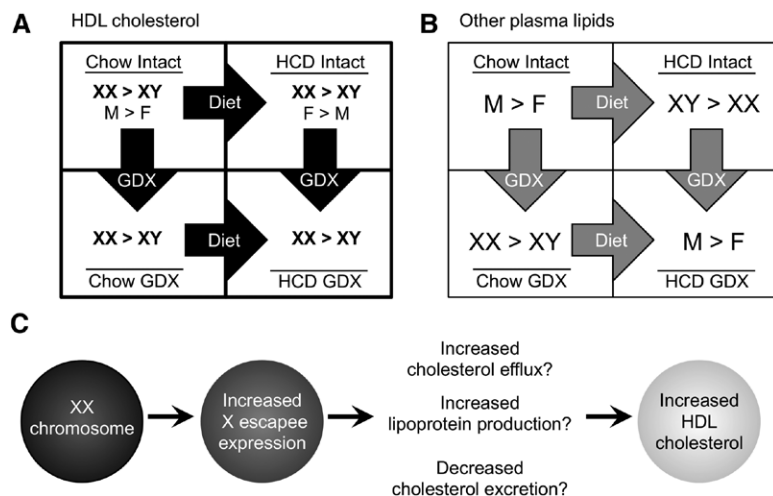 A
HDL cholesterol
Chow Intact
XX > XY
M > F
Diet
HCD Intact
XX > XY
F > M
GDX
GDX
XX > XY
Chow GDX
Diet
XX > XY
HCD GDX
B
Other plasma lipids
Chow Intact
M > F
Diet
HCD Intact
XY > XX
GDX
GDX
XX > XY
Chow GDX
Diet
M > F
HCD GDX
C
XX
chromosome
Increased
X escapee
expression
Increased
cholesterol efflux?
Increased
lipoprotein production?
Decreased
cholesterol excretion?
Increased
HDL
cholesterol